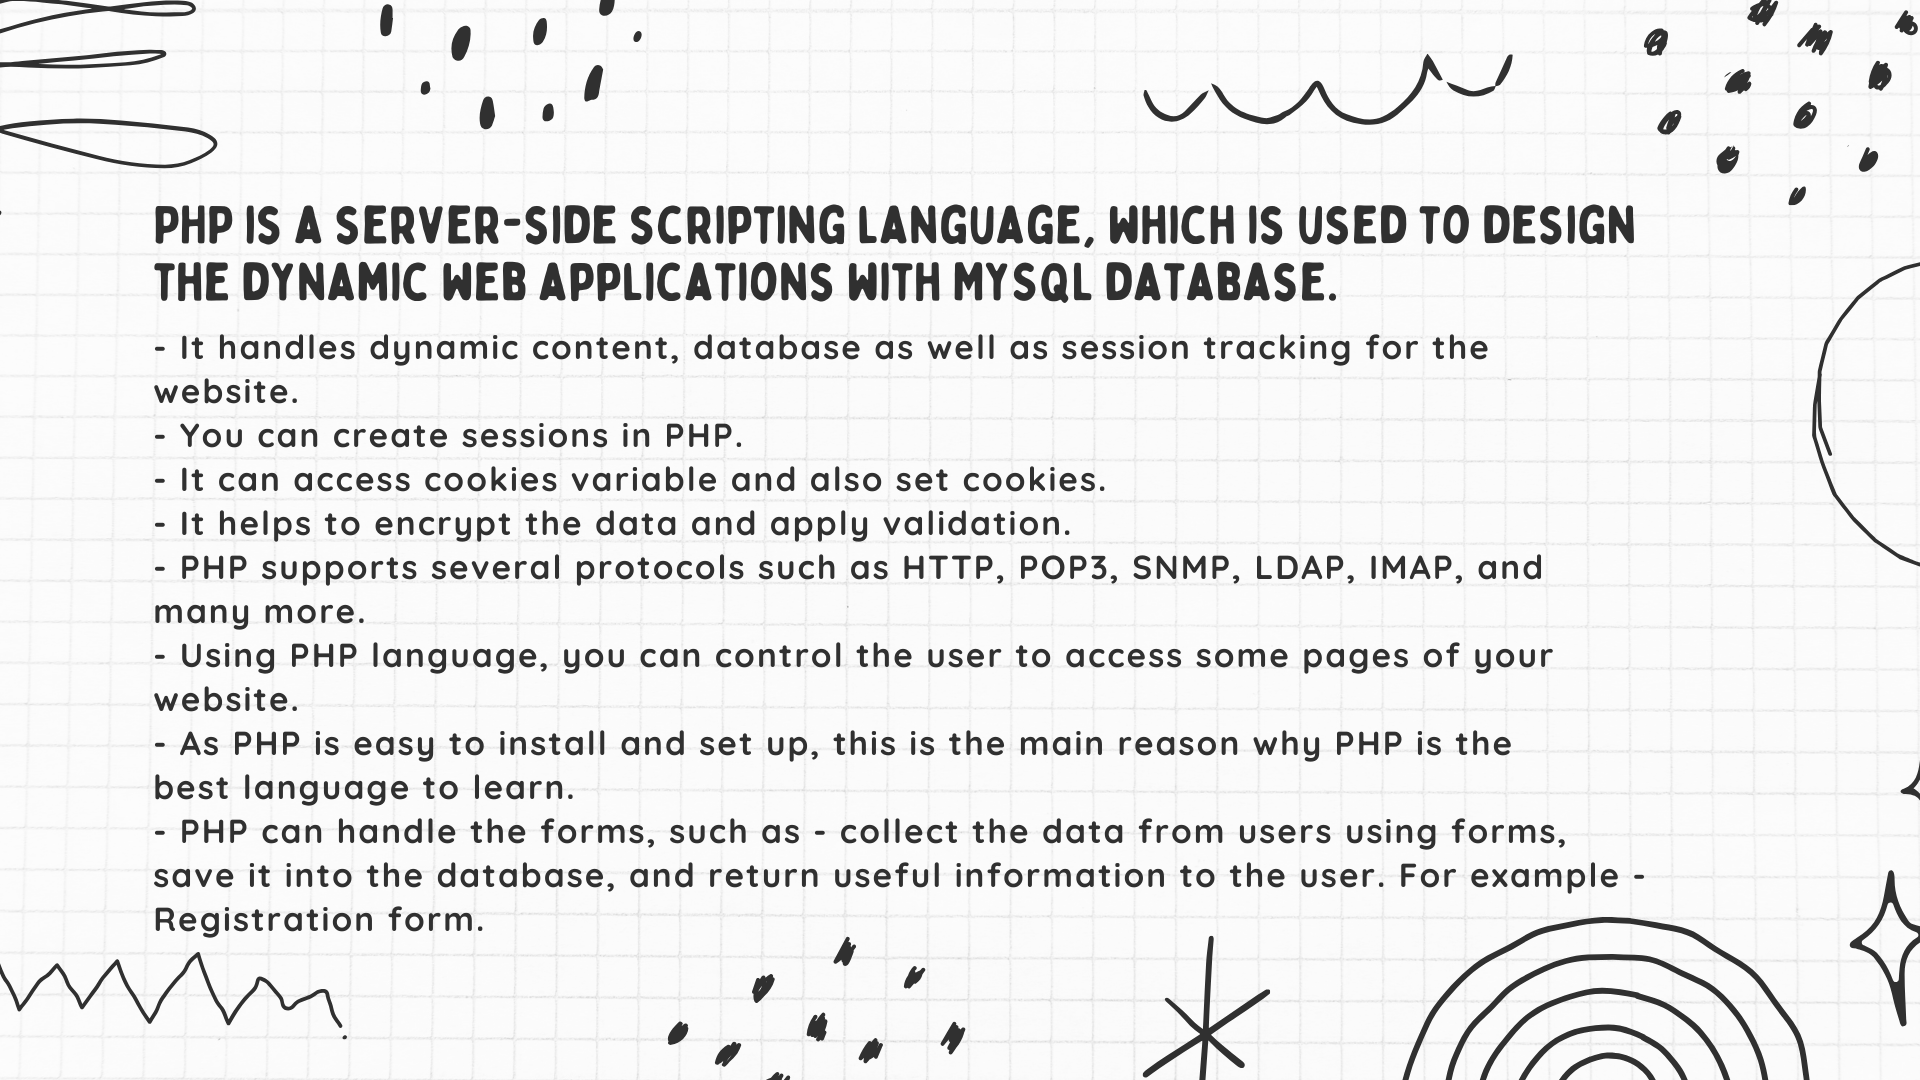 PHP IS A SERVER-SIDE SCRIPTING LANGUAGE, WHICH IS USED TO DESIGN
THE DYNAMIC WEB APPLICATIONS WITH MYSQL DATABASE.
- It handles dynamic content, database as well as session tracking for the
website.
- You can create sessions in PHP.
- It can access cookies variable and also set cookies.
- It helps to encrypt the data and apply validation.
- PHP supports several protocols such as HTTP, POP3, SNMP, LDAP, IMAP, and
many more.
- Using PHP language, you can control the user to access some pages of your
website.
- As PHP is easy to install and set up, this is the main reason why PHP is the
best language to learn.
- PHP can handle the forms, such as - collect the data from users using forms,
save it into the database, and return useful information to the user. For example -
Registration form.